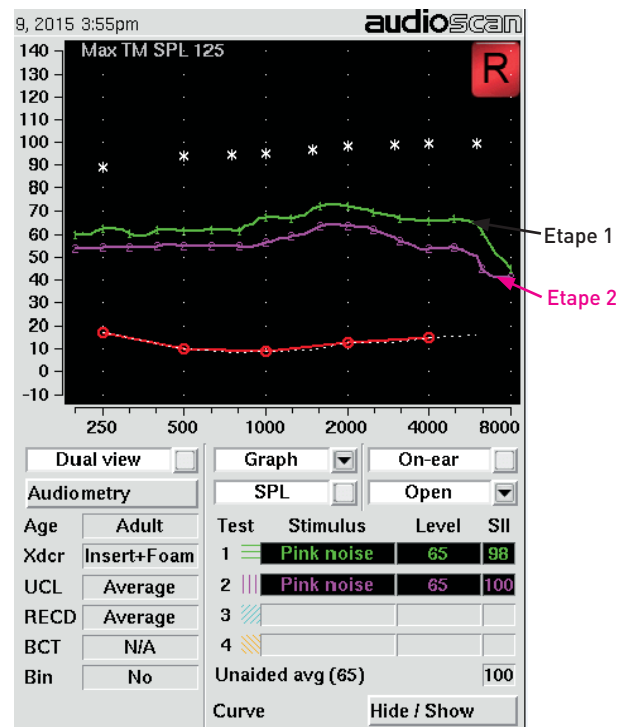 9, 2015 3:55pm
audioscan
Max TM SPL 125
R
140
130
120
110
100
90
80
70
60
50
40
30
20
10
0
-10
Etape 1
Etape 2
250 500 1000 2000 4000 8000
Dual view Graph On-ear
Audiometry SPL Open
Age Adult Test Stimulus Level SII
Xdcr Insert+Foam 1 Pink noise 65 98
UCL Average 2 Pink noise 65 100
RECD Average 3
BCT N/A 4
Bin No Unaided avg (65) 100
Curve Hide / Show